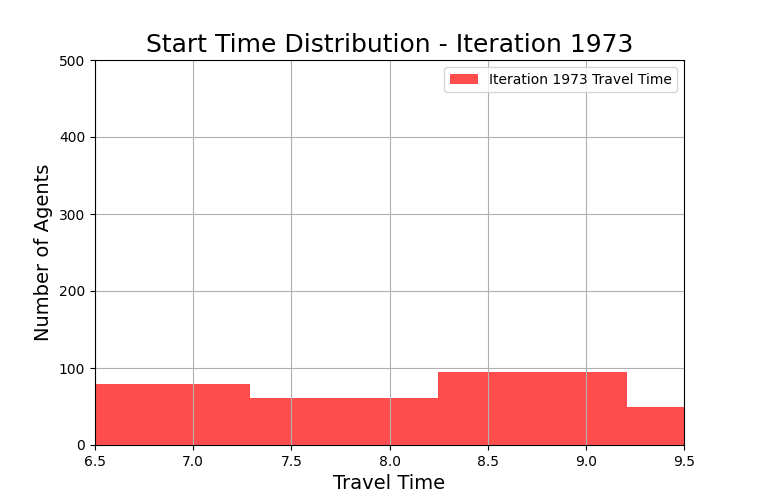 Start Time Distribution - Iteration 1973
Iteration 1973 Travel Time
Number of Agents
500
400
300
200
100
0
6.5 7.0 7.5 8.0 8.5 9.0 9.5
Travel Time